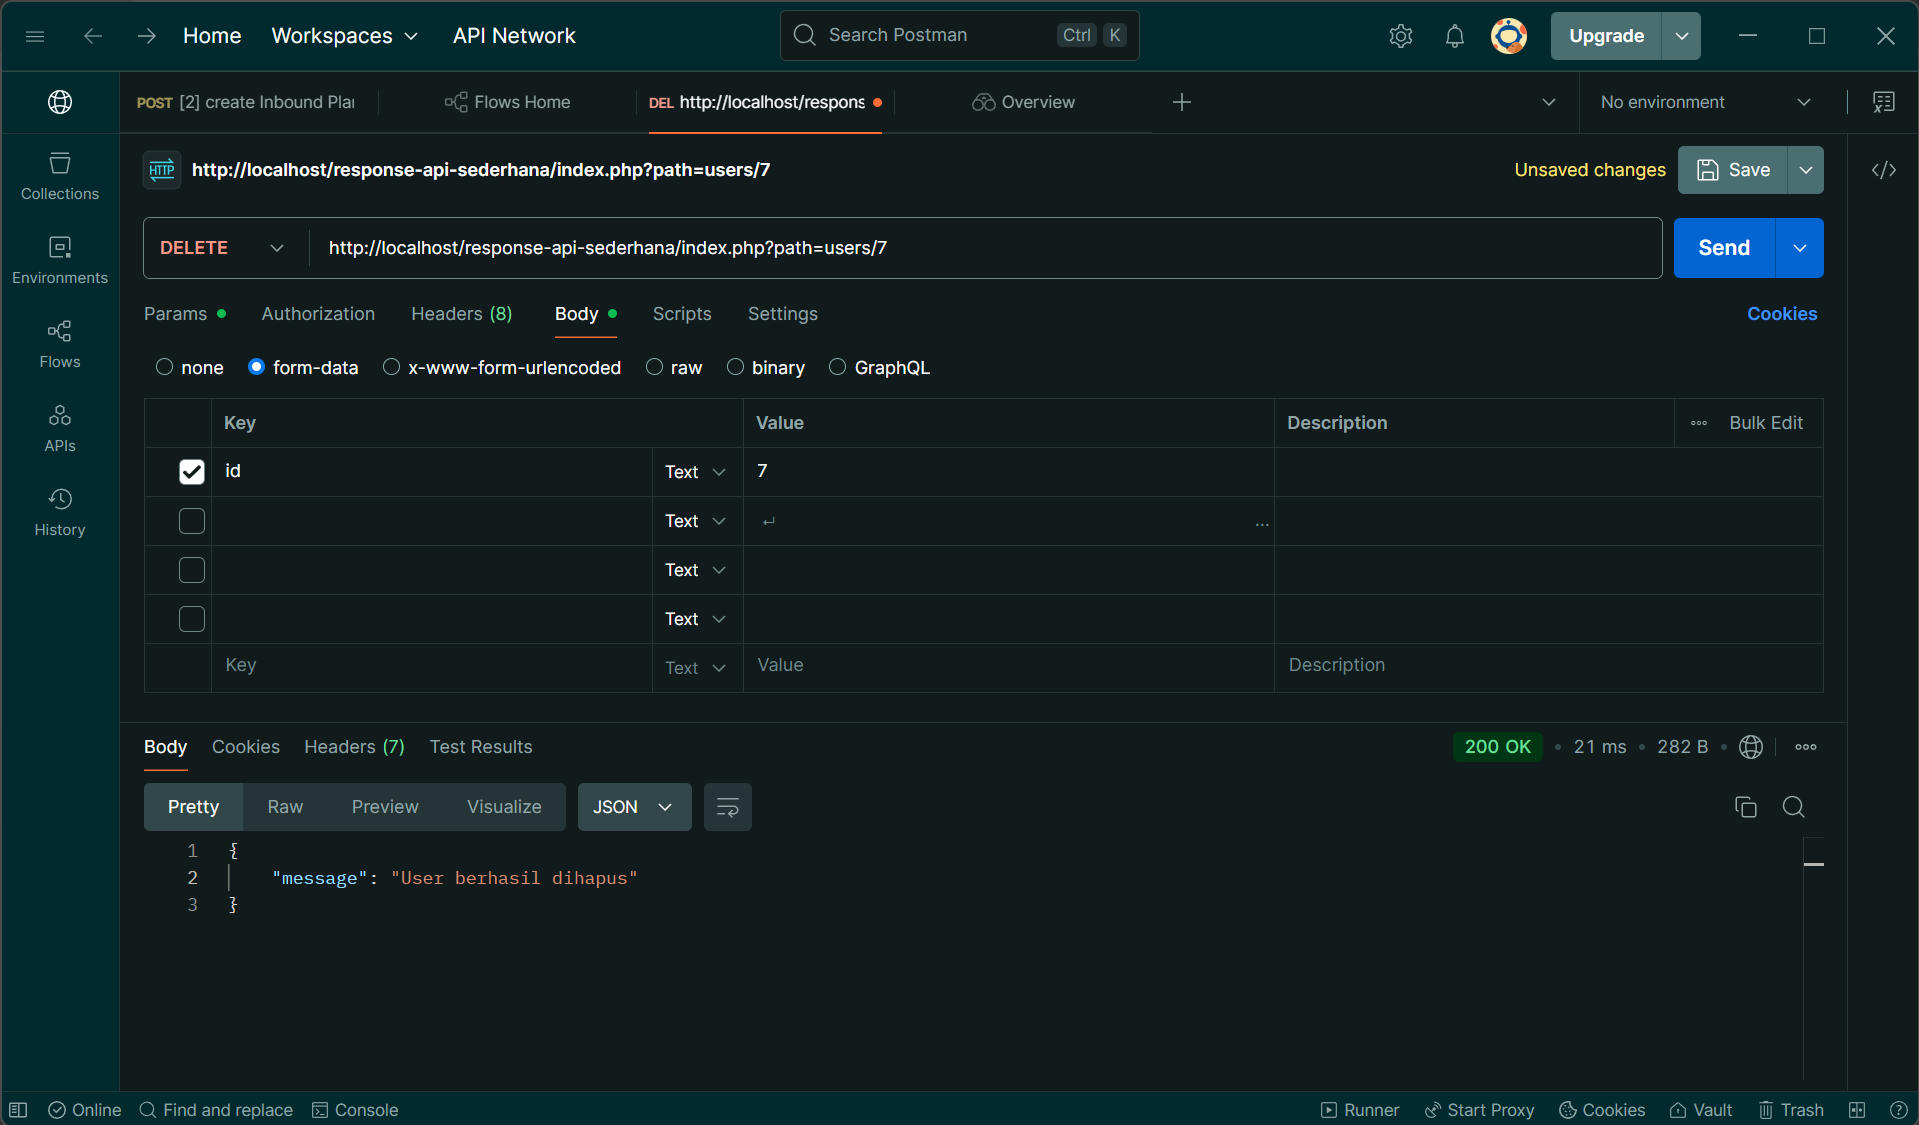 Home Workspaces API Network Search Postman Ctrl K Upgrade
POST [2] create Inbound Plar Flows Home DEL http://localhost/respons Overview No environment
HTTP http://localhost/response-api-sederhana/index.php?path=users/7 Unsaved changes Save
Collections
DELETE http://localhost/response-api-sederhana/index.php?path=users/7 Send
Environments
Params Authorization Headers (8) Body Scripts Settings Cookies
Flows
none form-data x-www-form-urlencoded raw binary GraphQL
Key Value Description Bulk Edit
APIs
id Text 7
Text ...
History
Text
Text
Key Text Value Description
Body Cookies Headers (7) Test Results 200 OK • 21 ms • 282 B •
Pretty Raw Preview Visualize JSON
1 {
2 "message": "User berhasil dihapus"
3 }
Online Find and replace Console Runner Start Proxy Cookies Vault Trash